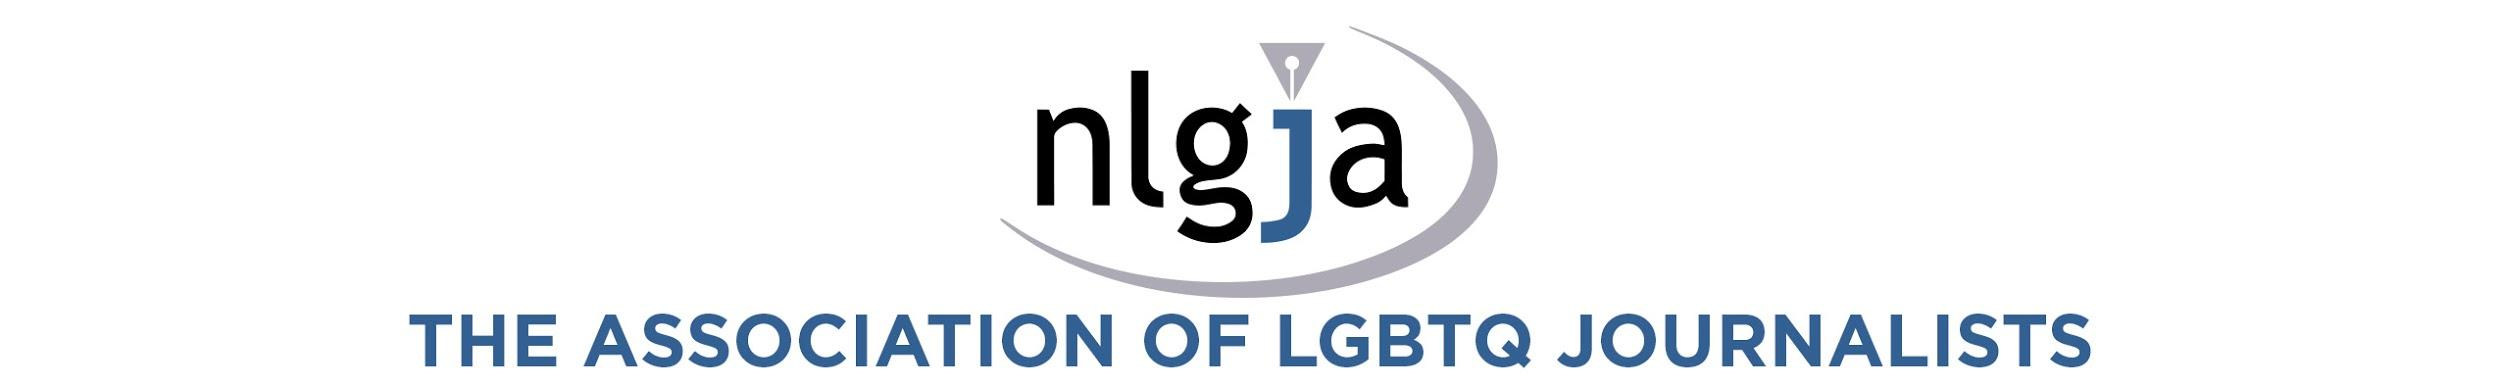 nlgja
THE ASSOCIATION OF LGBTQ JOURNALISTS